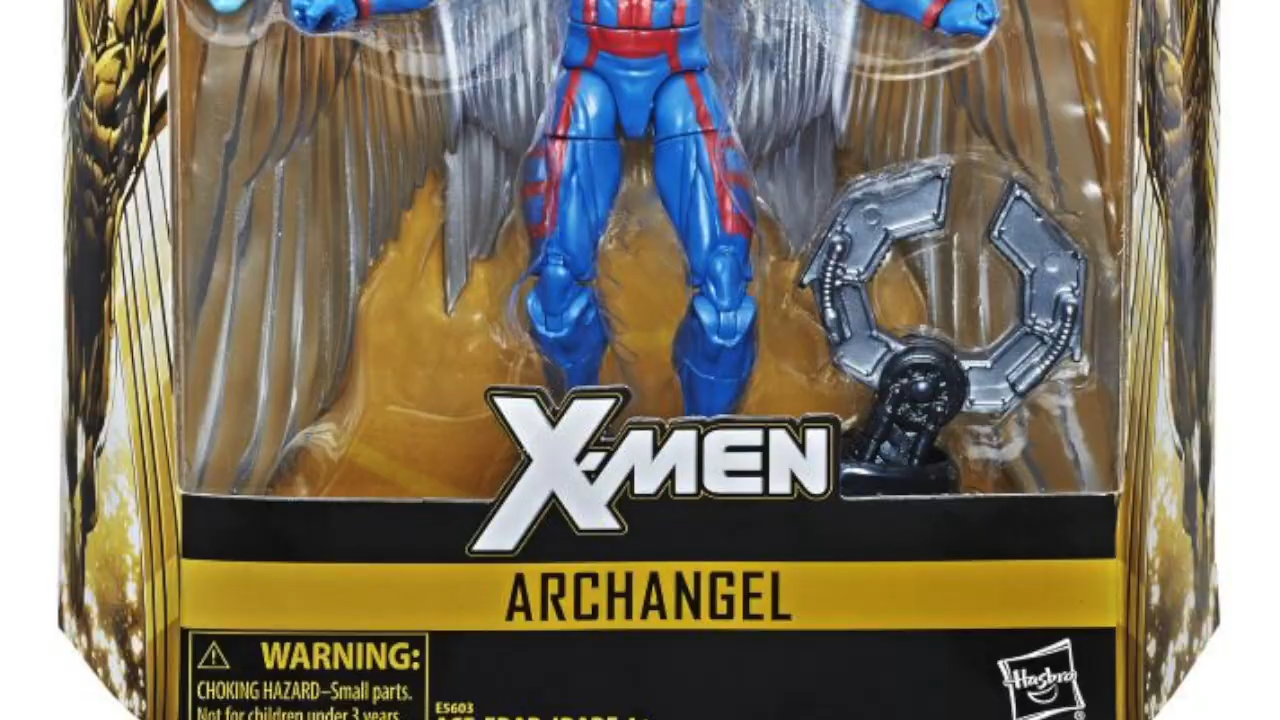 X-MEN
ARCHANGEL
⚠ WARNING:
CHOKING HAZARD–Small parts.
Not for children under 3 years
E5603
Hasbro
®